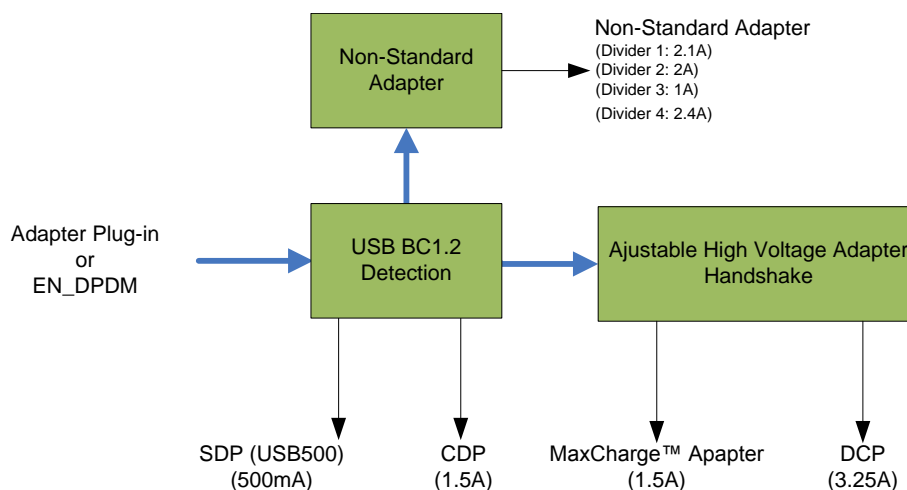 Non-Standard Adapter
(Divider 1: 2.1A)
(Divider 2: 2A)
(Divider 3: 1A)
(Divider 4: 2.4A)
Non-Standard
Adapter
Adapter Plug-in
or
EN_DPDM
USB BC1.2
Detection
Ajustable High Voltage Adapter
Handshake
SDP (USB500)
(500mA)
CDP
(1.5A)
MaxCharge™ Apapter
(1.5A)
DCP
(3.25A)